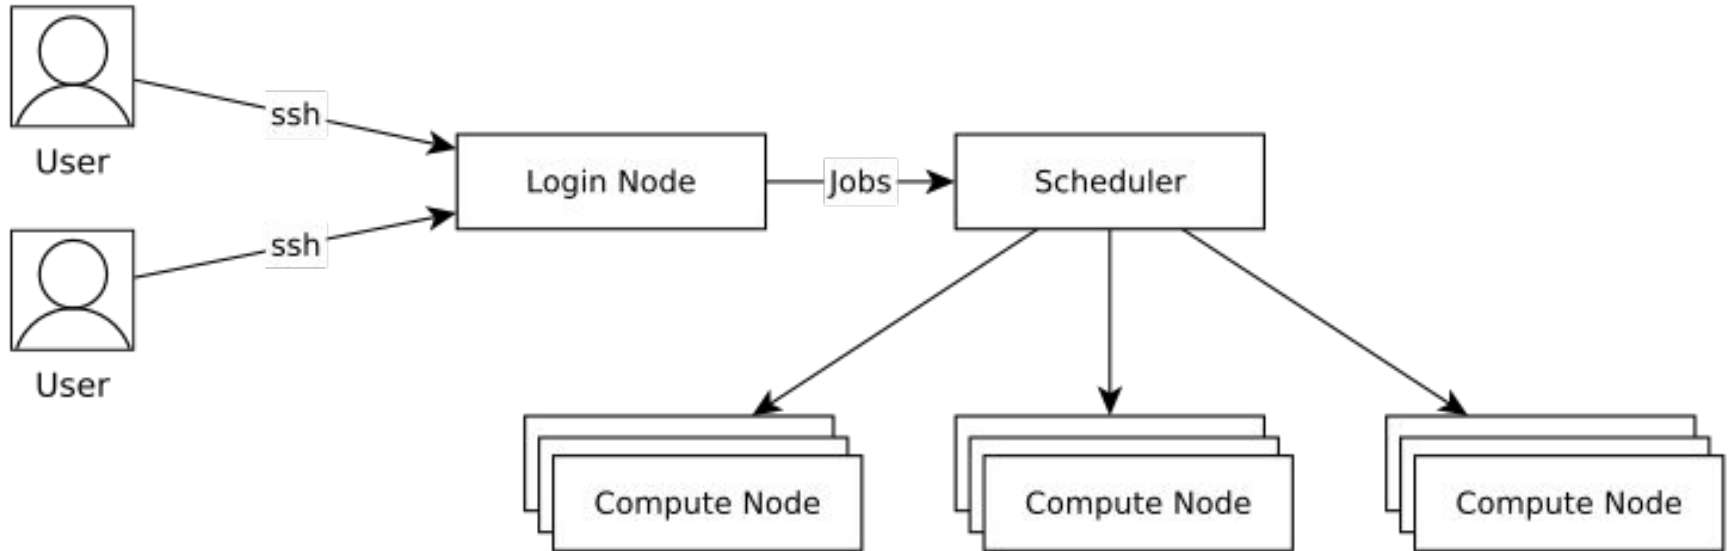 ssh
User
Login Node
Jobs
Scheduler
ssh
User
Compute Node
Compute Node
Compute Node